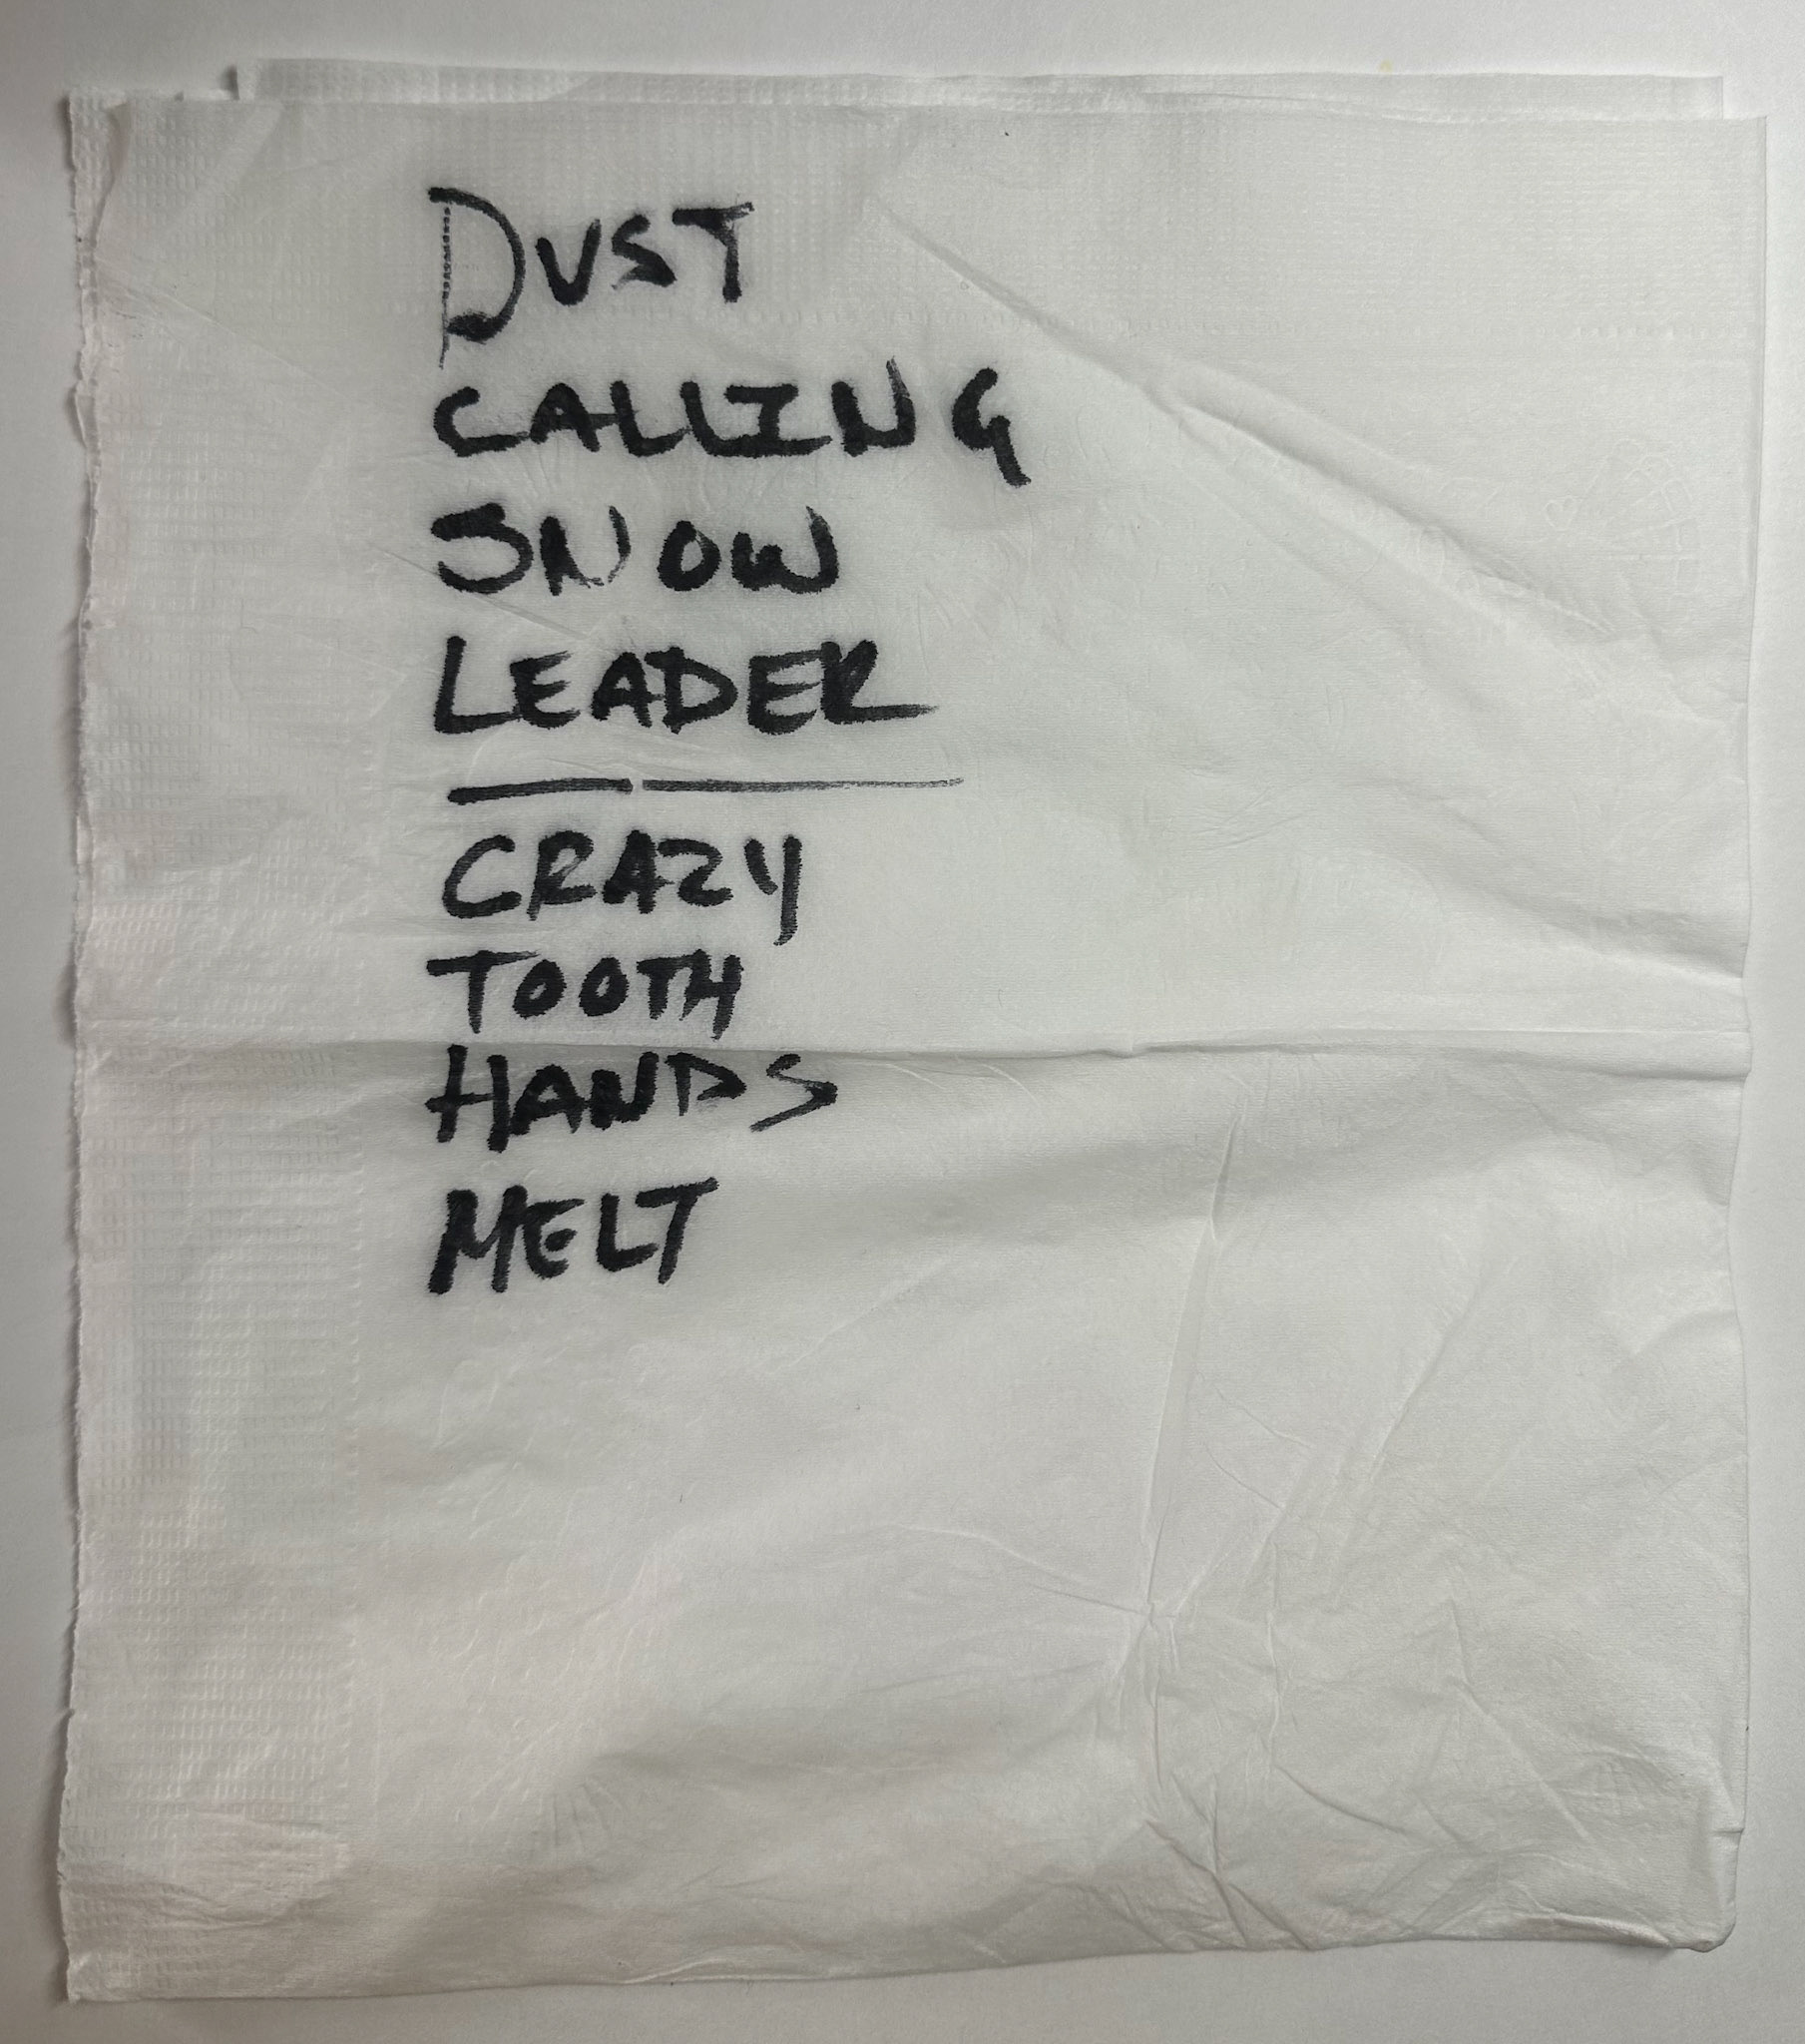 DUST
CALLING
SNOW
LEADER
CRAZY
TOOTH
HANDS
MELT